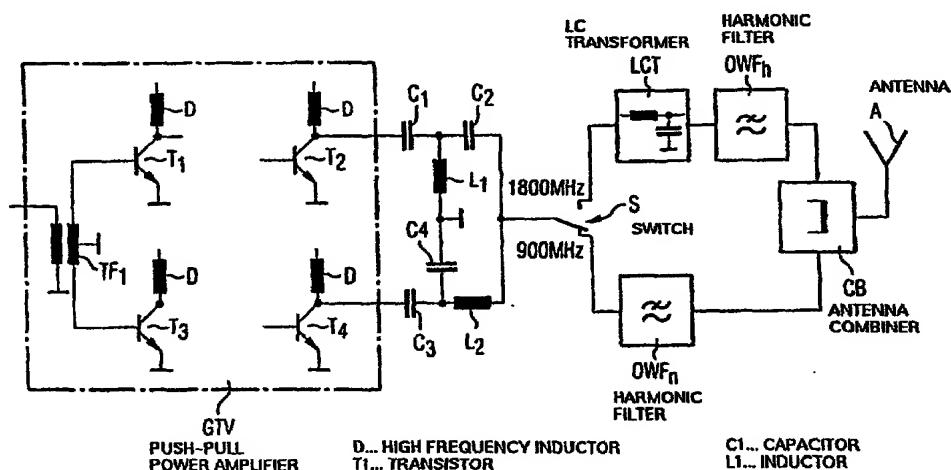 LC
TRANSFORMER
LCT
HARMONIC
FILTER
OWFh
ANTENNA
A
D
D
C1
C2
T1
T2
L1
1800MHz
S
SWITCH
900MHz
C4
TF1
D
D
T3
T4
C3
L2
CB
ANTENNA
COMBINER
OWFn
HARMONIC
FILTER
GTV
PUSH-PULL
POWER AMPLIFIER
D... HIGH FREQUENCY INDUCTOR
T1... TRANSISTOR
C1... CAPACITOR
L1... INDUCTOR